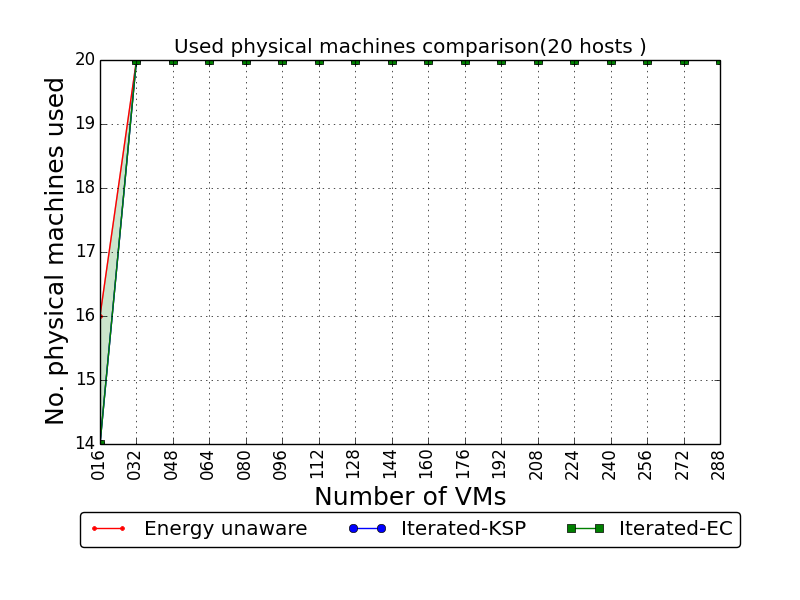 Used physical machines comparison(20 hosts )
No. physical machines used
20
19
18
17
16
15
14
016 032 048 064 080 096 112 128 144 160 176 192 208 224 240 256 272 288
Number of VMs
Energy unaware Iterated-KSP Iterated-EC